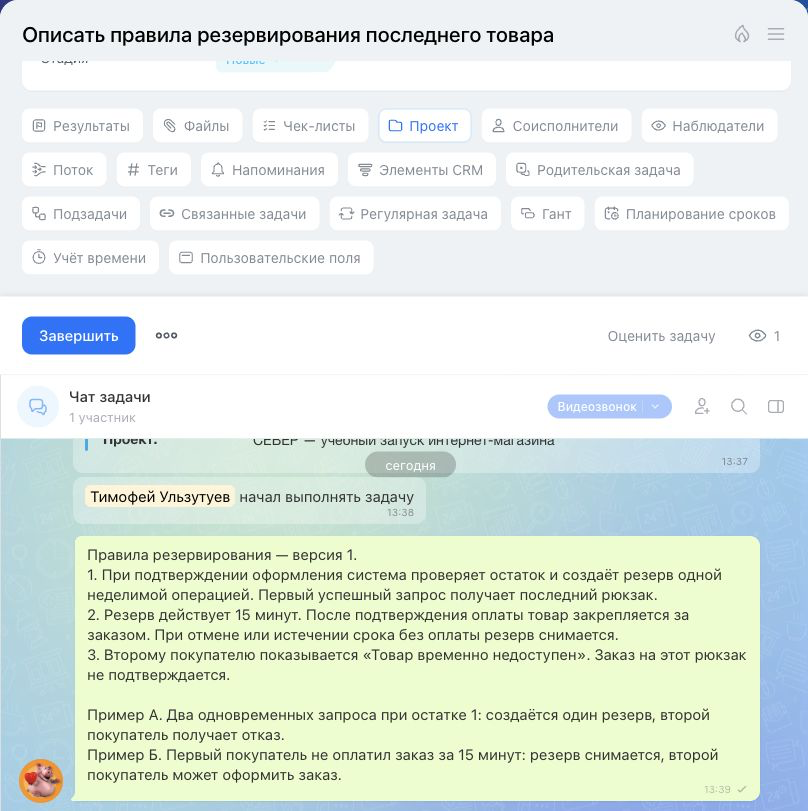 Описать правила резервирования последнего товара
Стадия Новые
Результаты Файлы Чек-листы Проект Соисполнители Наблюдатели
Поток Теги Напоминания Элементы CRM Родительская задача
Подзадачи Связанные задачи Регулярная задача Гант Планирование сроков
Учёт времени Пользовательские поля
Завершить Оценить задачу 1
Чат задачи
1 участник
Видеозвонок
Проект: СЕВЕР — учебный запуск интернет-магазина
13:37
сегодня
Тимофей Ульзутуев начал выполнять задачу
13:38
Правила резервирования — версия 1.
1. При подтверждении оформления система проверяет остаток и создаёт резерв одной
неделимой операцией. Первый успешный запрос получает последний рюкзак.
2. Резерв действует 15 минут. После подтверждения оплаты товар закрепляется за
заказом. При отмене или истечении срока без оплаты резерв снимается.
3. Второму покупателю показывается «Товар временно недоступен». Заказ на этот рюкзак
не подтверждается.
Пример А. Два одновременных запроса при остатке 1: создаётся один резерв, второй
покупатель получает отказ.
Пример Б. Первый покупатель не оплатил заказ за 15 минут: резерв снимается, второй
покупатель может оформить заказ.
13:39